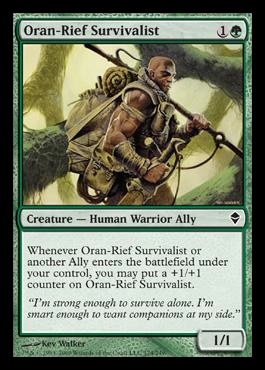 Oran-Rief Survivalist 1
Creature — Human Warrior Ally
Whenever Oran-Rief Survivalist or
another Ally enters the battlefield under
your control, you may put a +1/+1
counter on Oran-Rief Survivalist.
“I'm strong enough to survive alone. I'm
smart enough to want companions at my side.”
Kev Walker
1/1